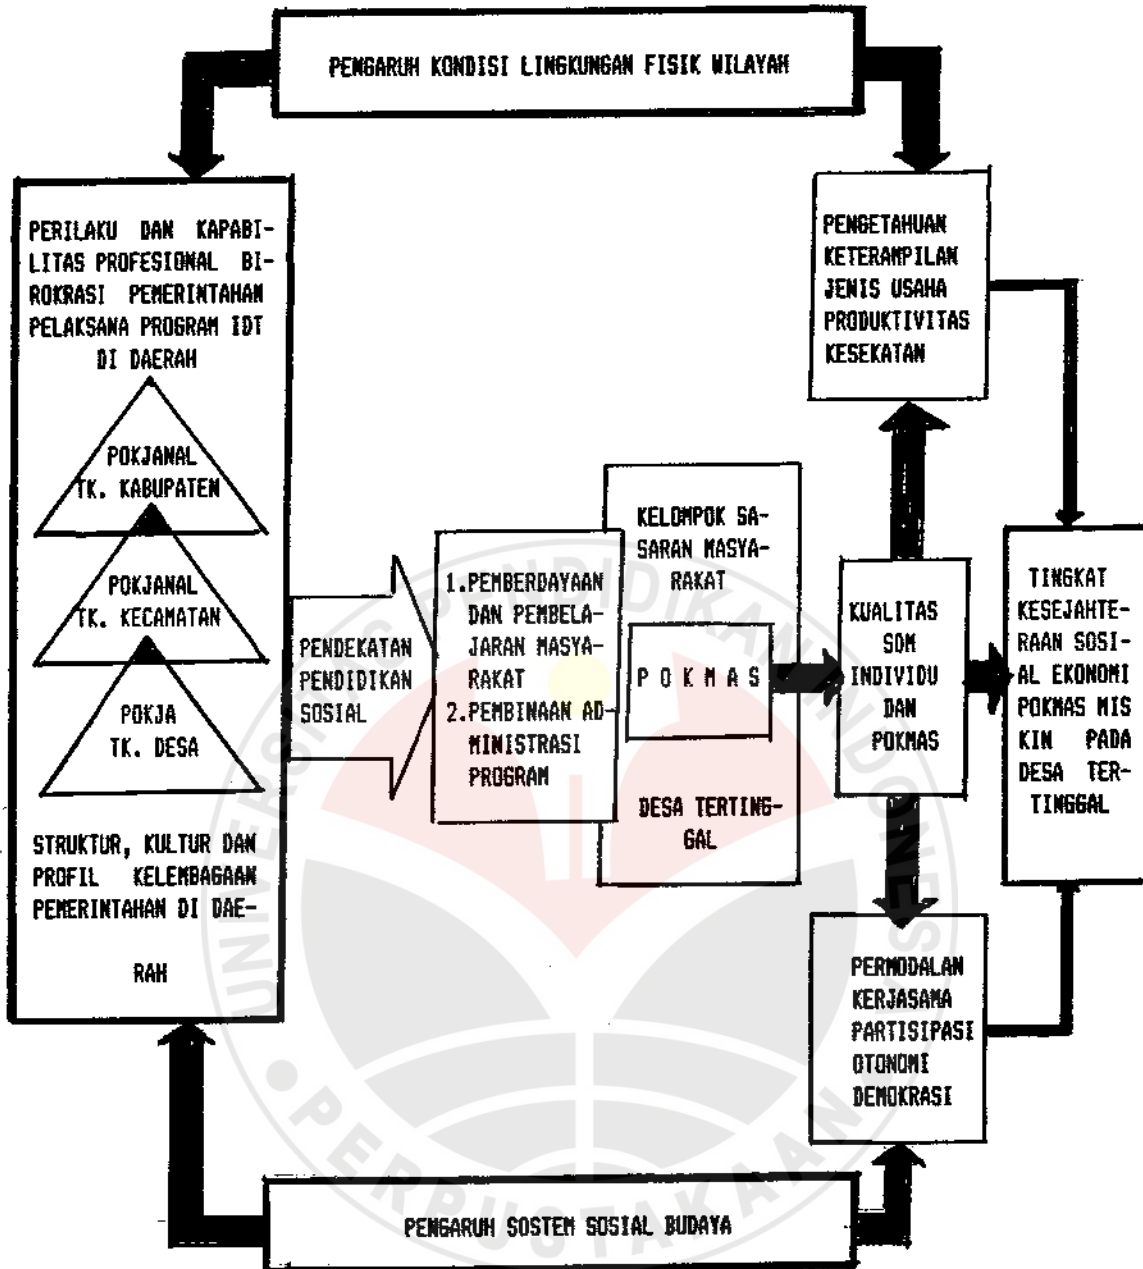 PENGARUH KONDISI LINGKUNGAN FISIK WILAYAH
PERILAKU DAN KAPABI-
LITAS PROFESIONAL BI-
ROKRASI PEMERINTAHAN
PELAKSANA PROGRAM IDT
DI DAERAH
POKJANAL
TK. KABUPATEN
POKJANAL
TK. KECAMATAN
POKJA
TK. DESA
STRUKTUR, KULTUR DAN
PROFIL KELEMBAGAAN
PEMERINTAHAN DI DAE-
RAH
PENDEKATAN
PENDIDIKAN
SOSIAL
1.PEMBERDAYAAN
DAN PEMBELA-
JARAN MASYA-
RAKAT
2.PEMBINAAN AD-
MINISTRASI
PROGRAM
KELOMPOK SA-
SARAN MASYA-
RAKAT
P O K M A S
DESA TERTING-
GAL
KUALITAS
SDM
INDIVIDU
DAN
POKMAS
PENGETAHUAN
KETERAMPILAN
JENIS USAHA
PRODUKTIVITAS
KESEKATAN
TINGKAT
KESEJAHTE-
RAAN SOSI-
AL EKONOMI
POKMAS MIS
KIN PADA
DESA TER-
TINGGAL
PERMODALAN
KERJASAMA
PARTISIPASI
OTONOMI
DEMOKRASI
PENGARUH SOSTEM SOSIAL BUDAYA
UNIVERSITAS PENDIDIKAN INDONESIA
PERPUSTAKAAN